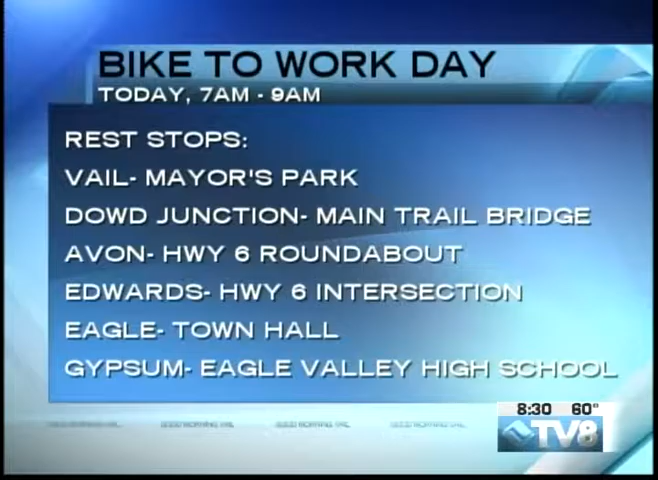 BIKE TO WORK DAY
TODAY, 7AM - 9AM
REST STOPS:
VAIL- MAYOR'S PARK
DOWD JUNCTION- MAIN TRAIL BRIDGE
AVON- HWY 6 ROUNDABOUT
EDWARDS- HWY 6 INTERSECTION
EAGLE- TOWN HALL
GYPSUM- EAGLE VALLEY HIGH SCHOOL
8:30 60°
TV8